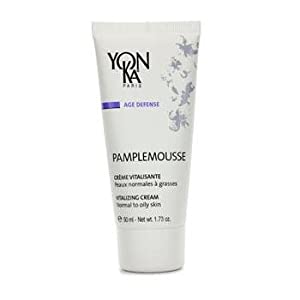 YON
KA
PARIS
AGE DEFENSE
PAMPLEMOUSSE
CRÈME VITALISANTE
Peaux normales à grasses
VITALIZING CREAM
Normal to oily skin
50 ml - Net wt. 1.73 oz.